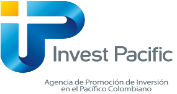 Invest Pacific
Agencia de Promoción de Inversión
en el Pacífico Colombiano